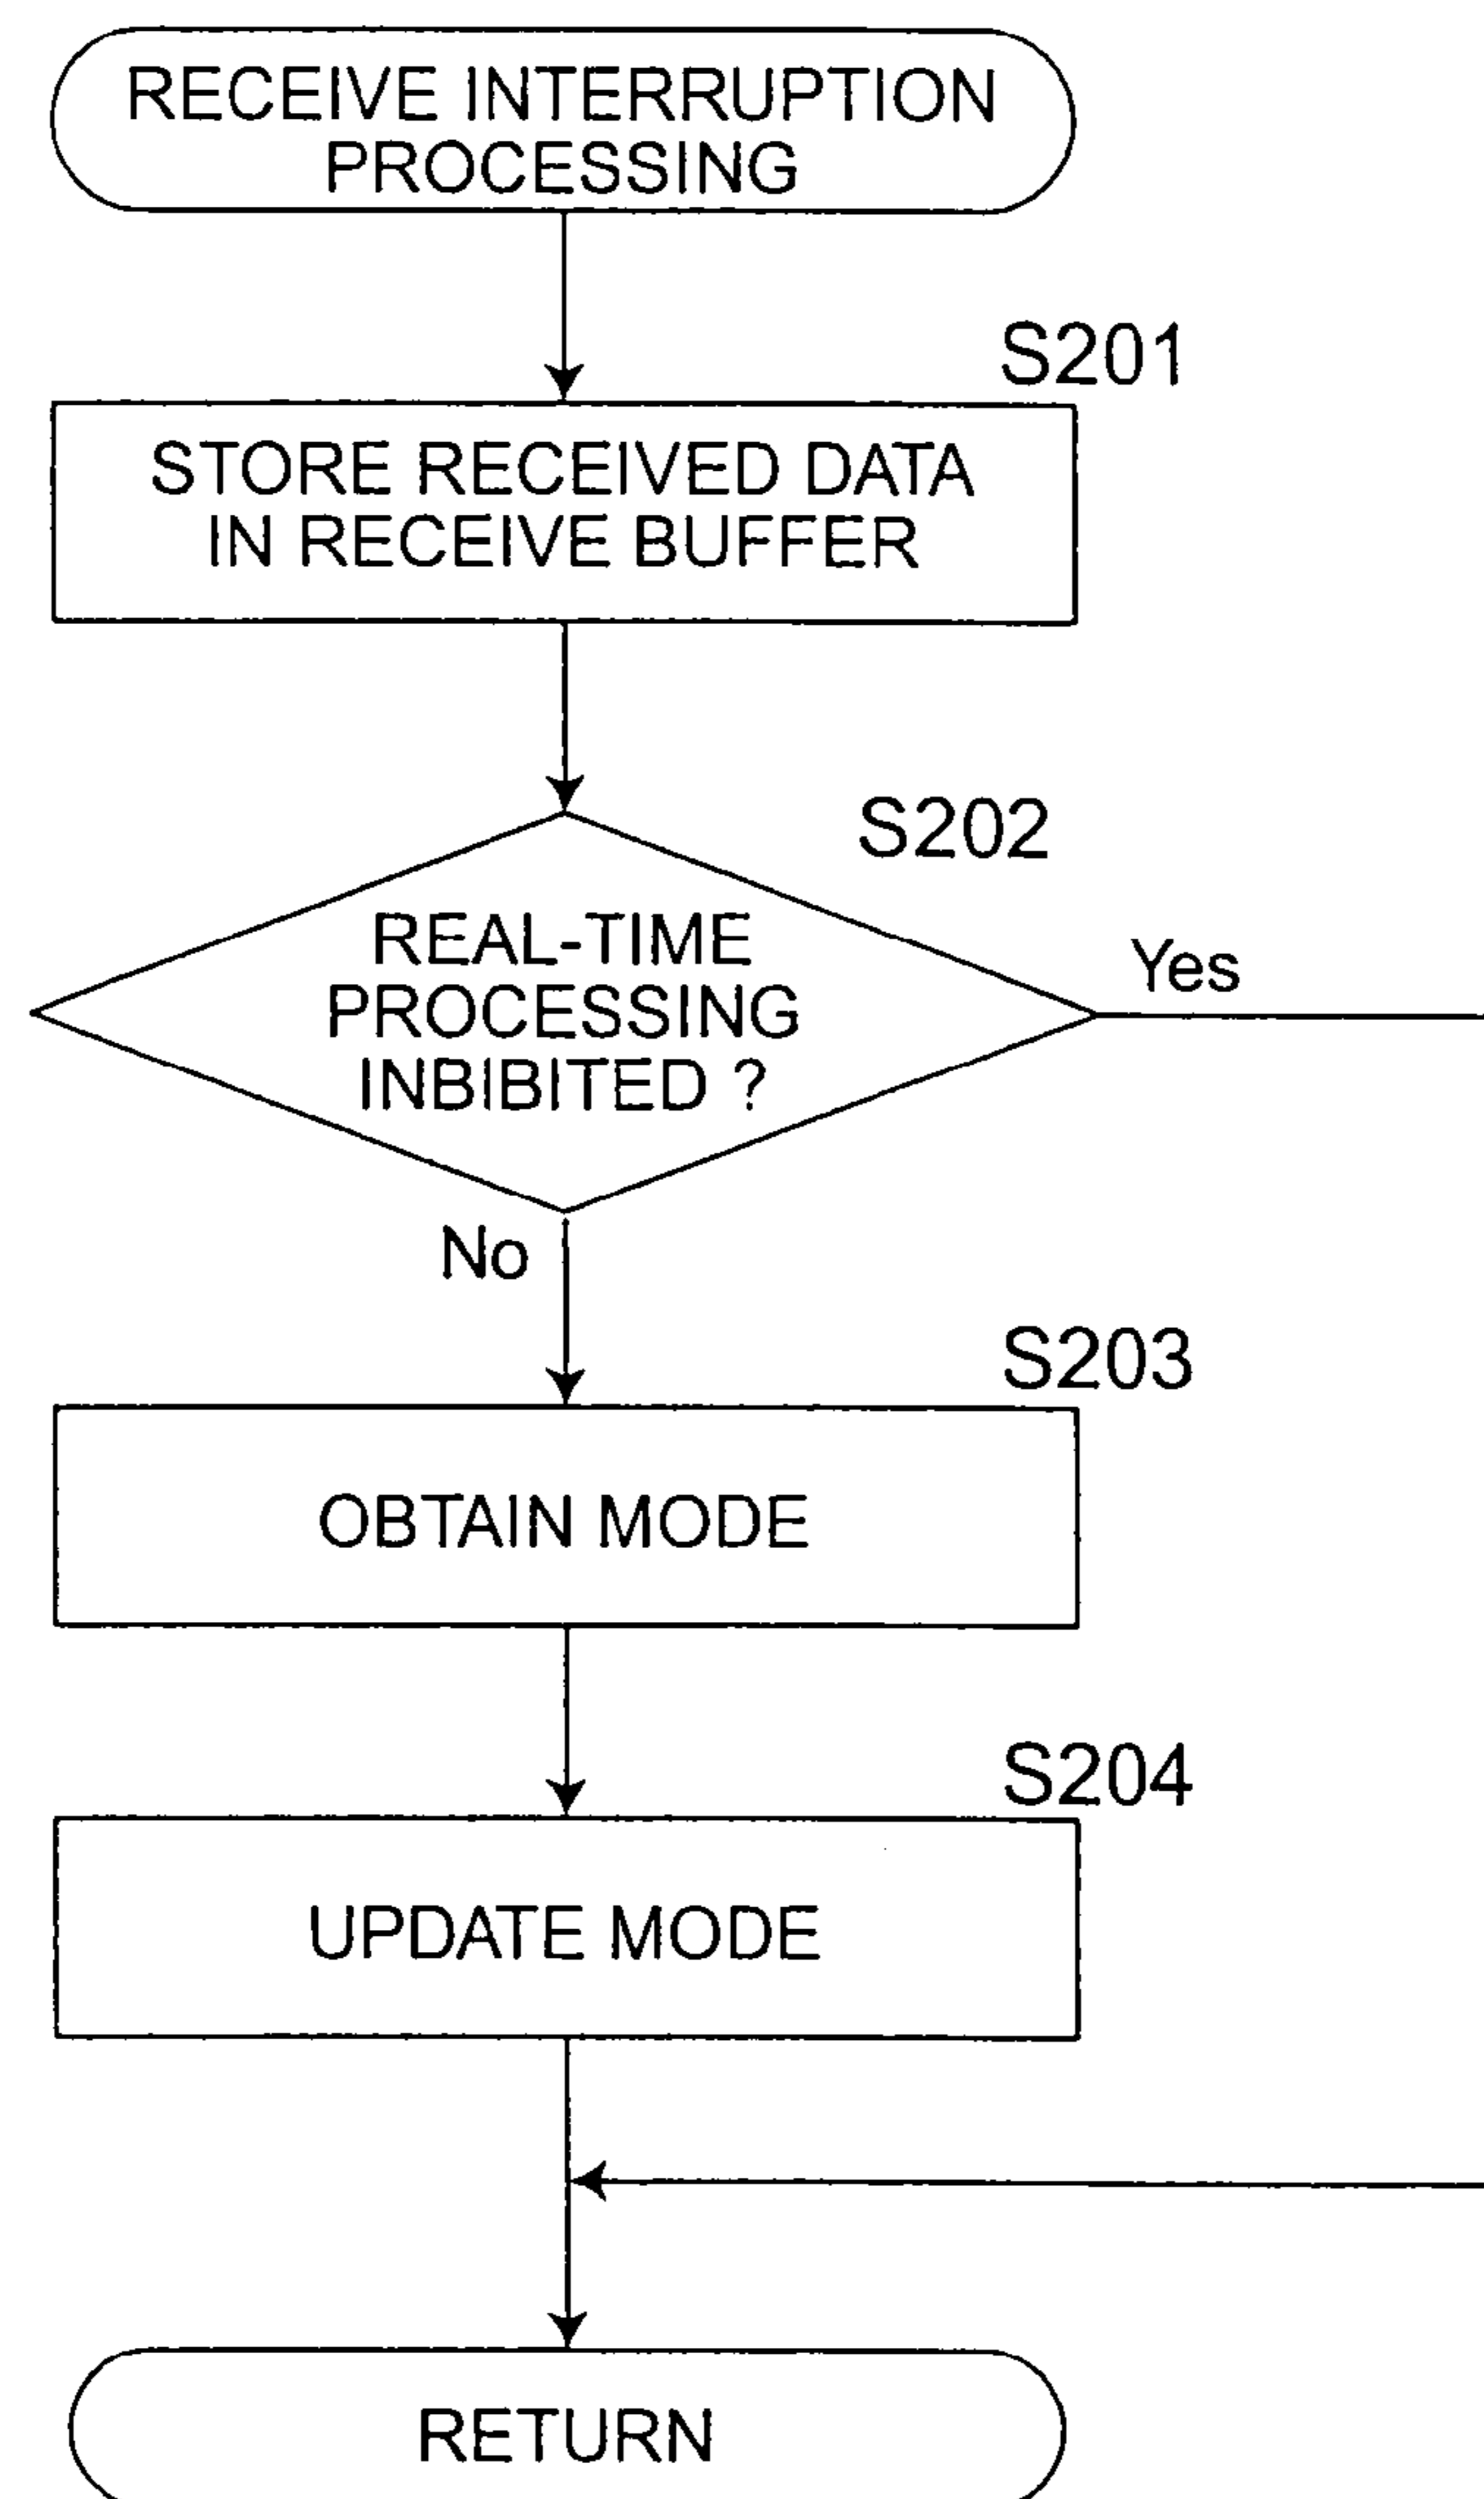 RECEIVE INTERRUPTION
PROCESSING
S201
STORE RECEIVED DATA
IN RECEIVE BUFFER
S202
REAL-TIME
PROCESSING
INBIBITED ?
Yes
No
S203
OBTAIN MODE
S204
UPDATE MODE
RETURN